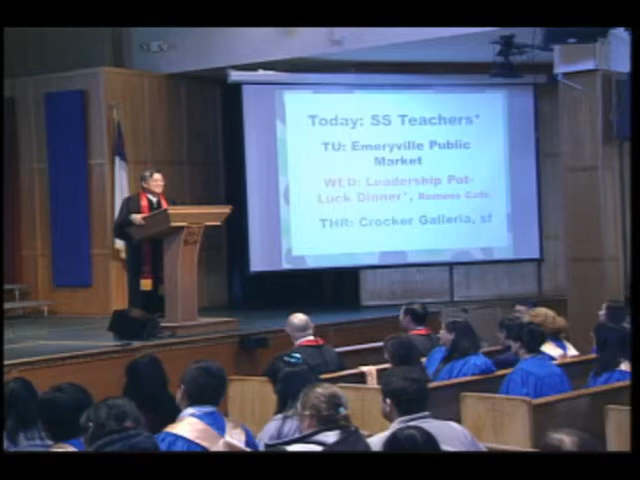 Today: SS Teachers'
TU: Emeryville Public
Market
WED: Leadership Pot-
Luck Dinner', Romans Cafe
THR: Crocker Galleria, sf